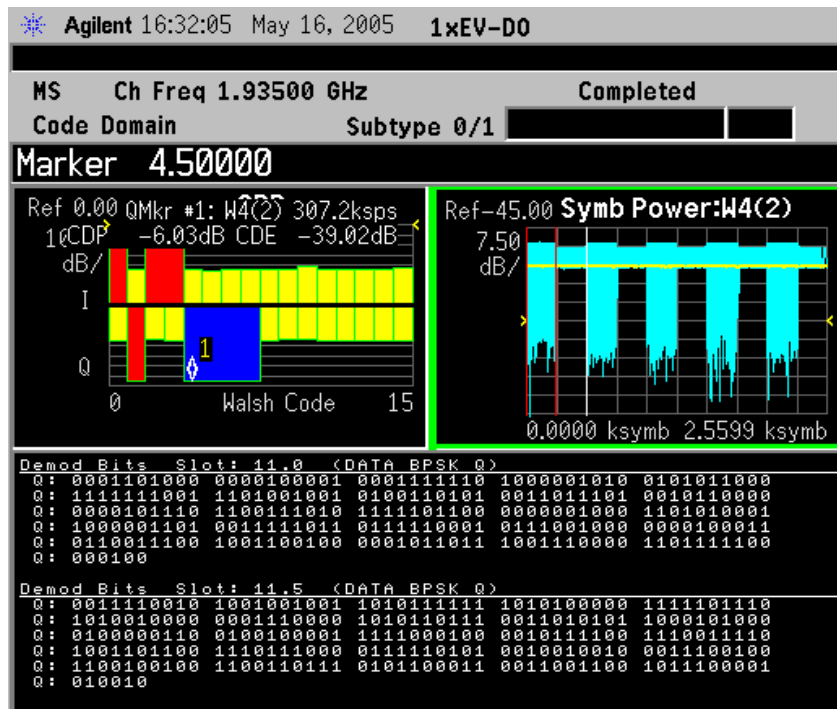 Agilent 16:32:05 May 16, 2005 1xEV-DO
MS Ch Freq 1.93500 GHz Completed
Code Domain Subtype 0/1
Marker 4.50000
Ref 0.00 QMkr #1: W4(2) 307.2ksps
CDP -6.03dB CDE -39.02dB
dB/
I
1
Q
0 Walsh Code 15
Ref-45.00 Symb Power:W4(2)
7.50
dB/
0.0000 ksymb 2.5599 ksymb
Demod Bits Slot: 11.0 (DATA BPSK Q)
Q: 0001101000 0000100001 0001111110 1000001010 0101011000
Q: 1111111001 1101001001 0100110101 0011011101 0010110000
Q: 0000101110 1100111010 1111101100 0000001000 1101010001
Q: 1000001101 0011111011 0111110001 0111001000 0000100011
Q: 0110011100 1001100100 0001011011 1001110000 1101111100
Q: 000100
Demod Bits Slot: 11.5 (DATA BPSK Q)
Q: 0011110010 1001001001 1010111111 1010100000 1111101110
Q: 1010010000 0001110000 1010110111 0011010101 0111001000
Q: 0100000110 0100100001 1111000100 0010111100 1110011110
Q: 1001101100 1110111001 0000111101 0010010010 0011100100
Q: 1100100100 1100110111 0101100011 0011001100 1011100001
Q: 010010